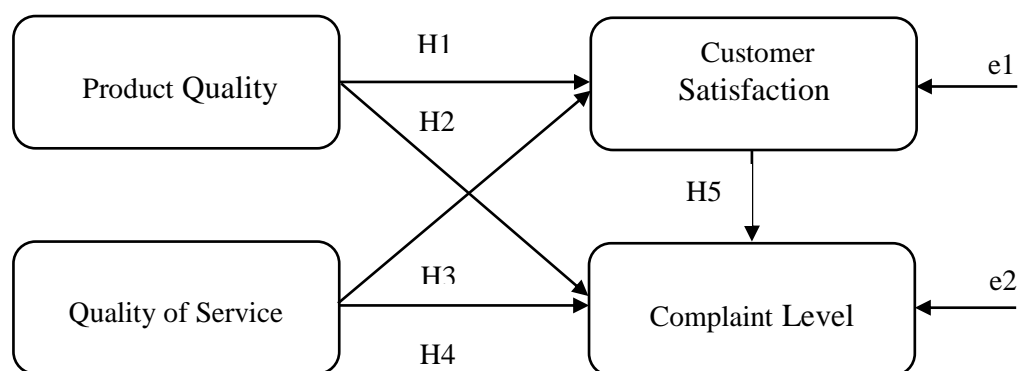 H1
Customer
Satisfaction
e1
Product Quality
H2
H5
H3
Quality of Service
Complaint Level
e2
H4